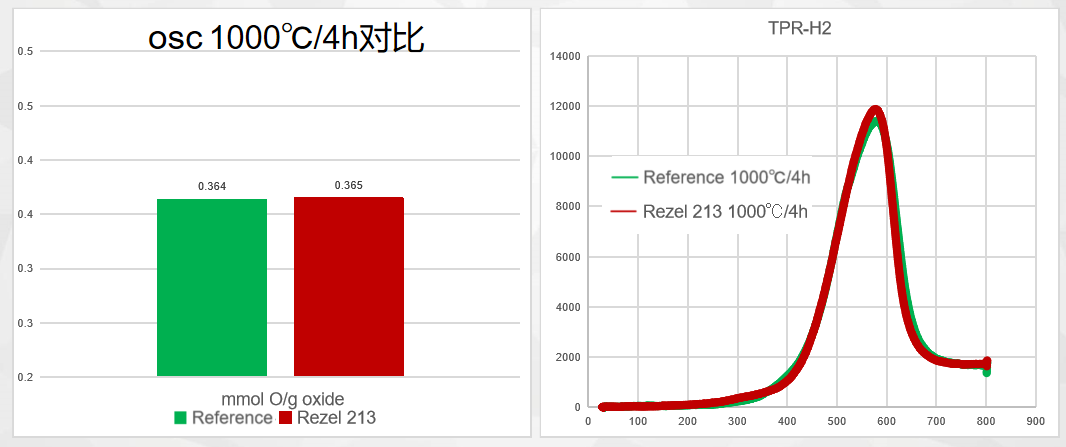 osc 1000℃/4h对比
0.5
0.5
0.4
0.4
0.3
0.3
0.2
0.364
0.365
mmol O/g oxide
Reference Rezel 213
TPR-H2
14000
12000
10000
8000
6000
4000
2000
0
Reference 1000℃/4h
Rezel 213 1000℃/4h
0 100 200 300 400 500 600 700 800 900